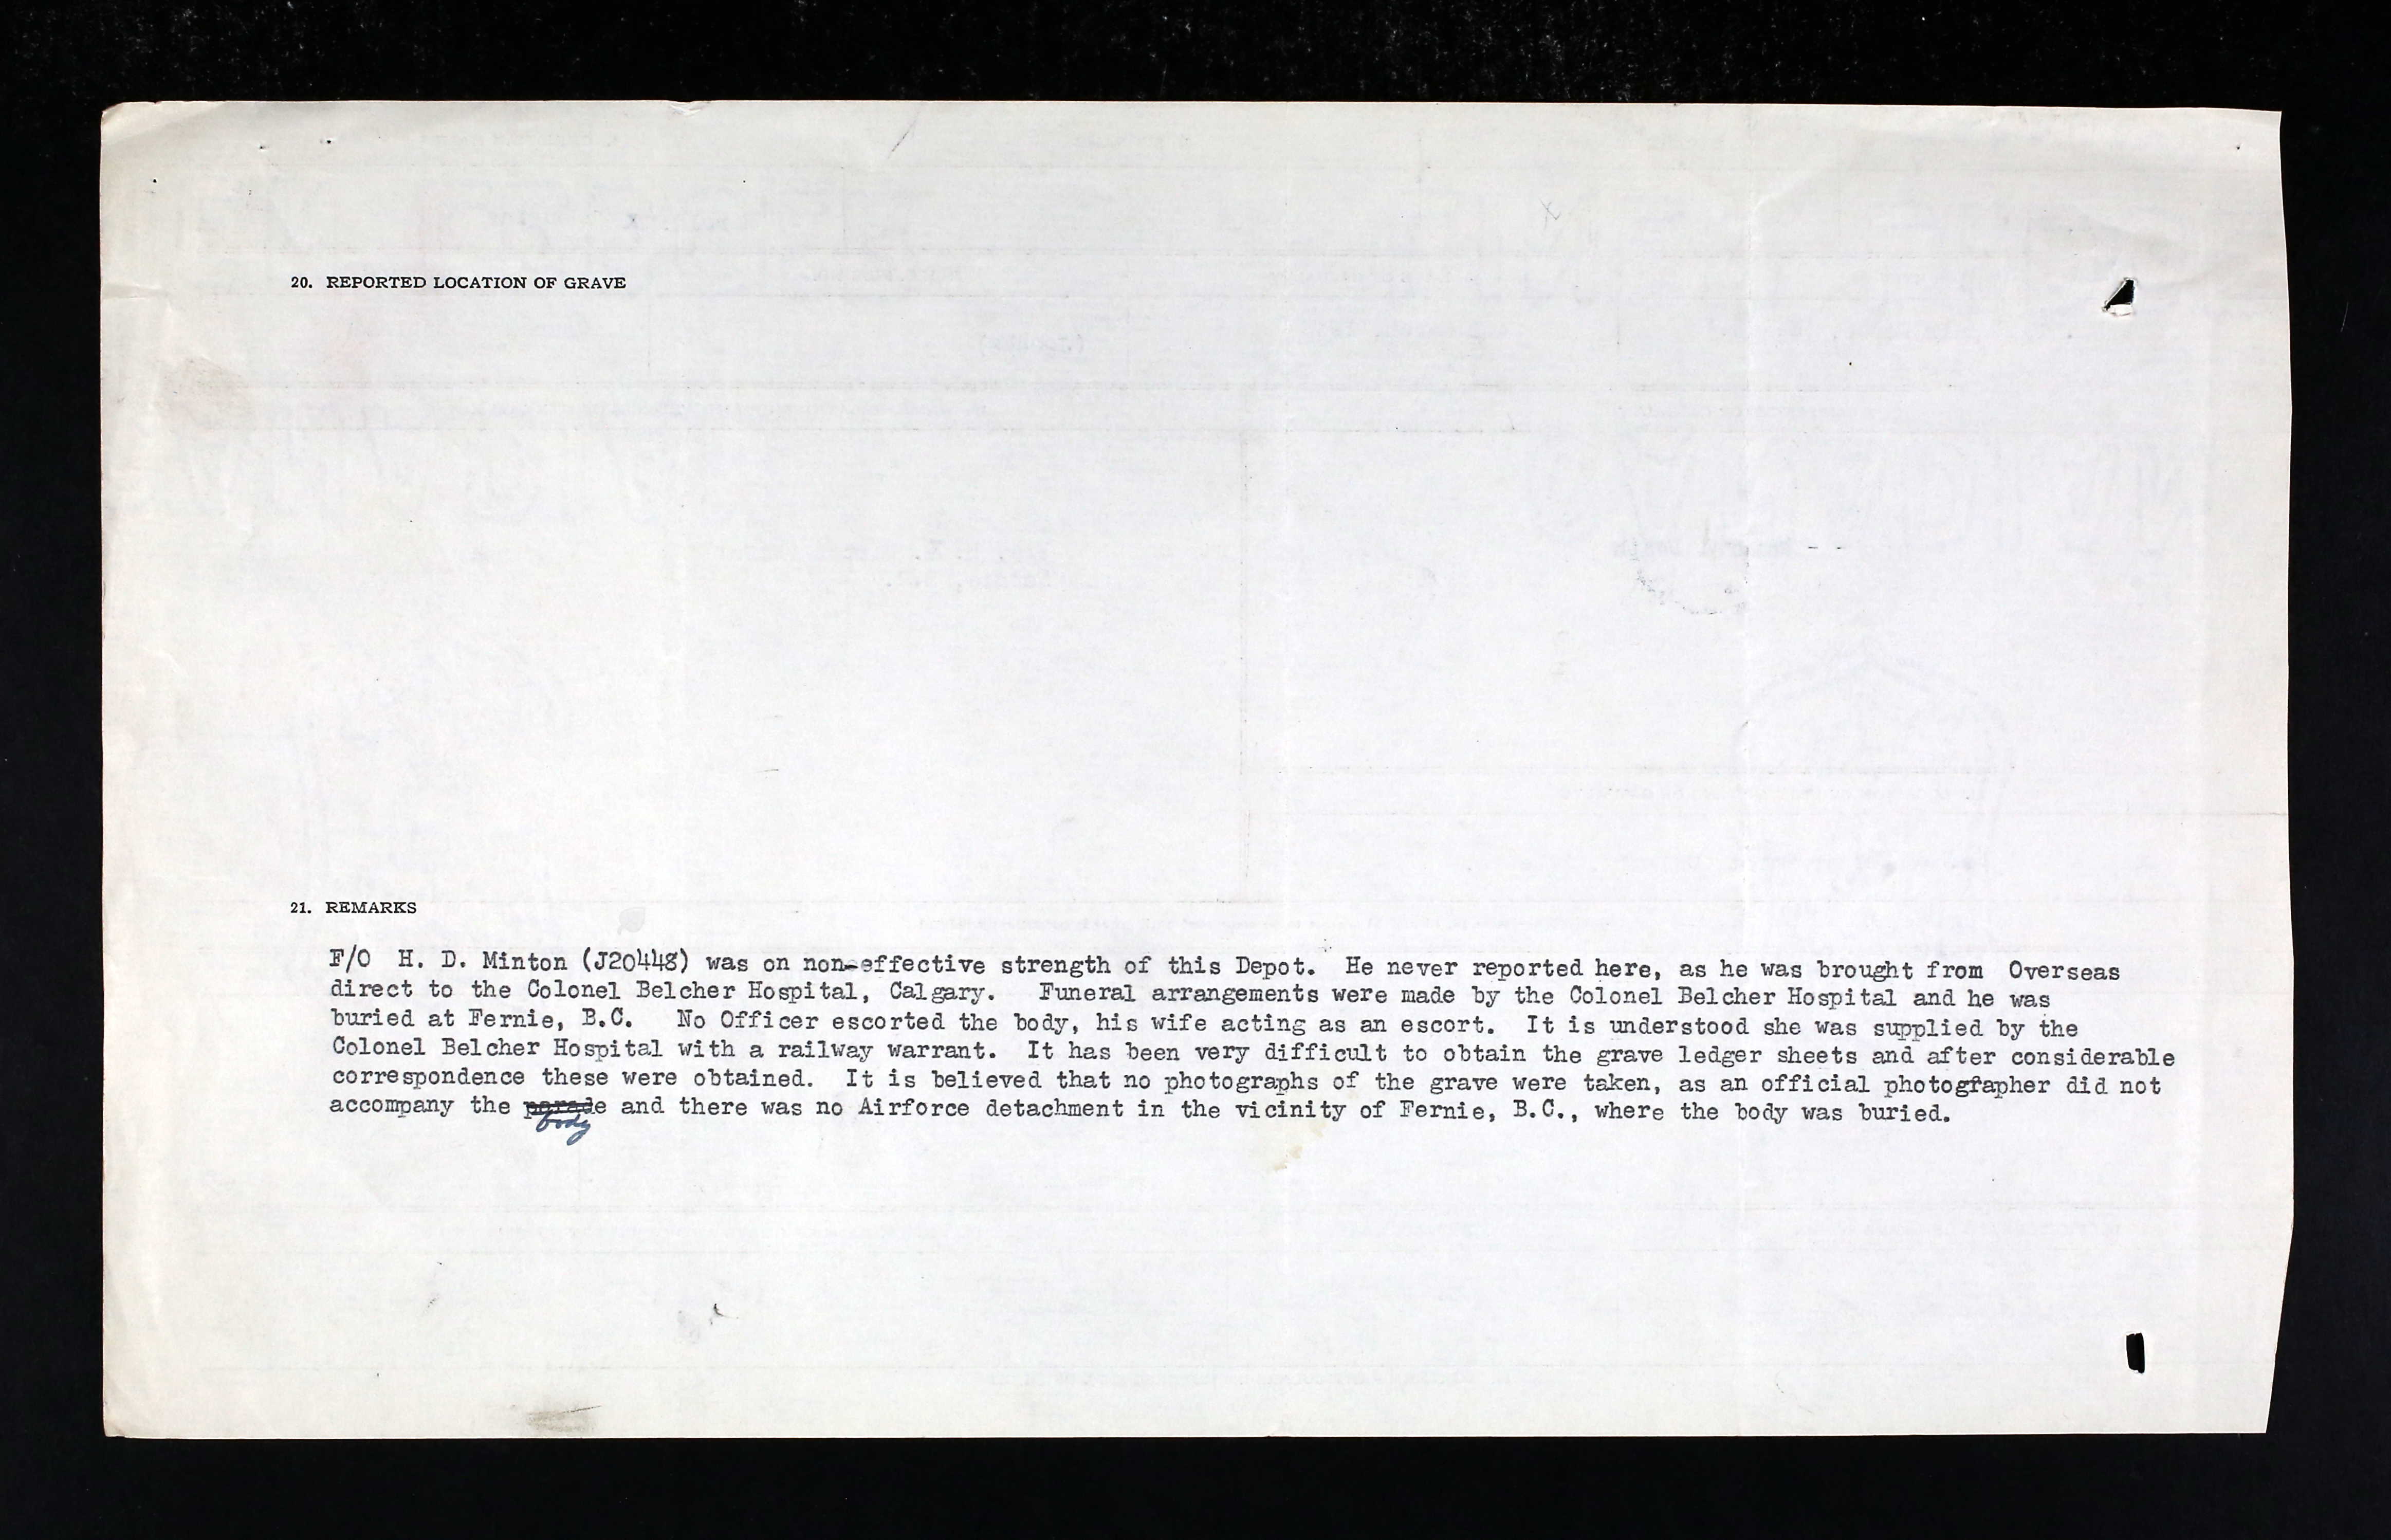 20. REPORTED LOCATION OF GRAVE
21. REMARKS
F/O H. D. Minton (J20448) was on non-effective strength of this Depot. He never reported here, as he was brought from Overseas
direct to the Colonel Belcher Hospital, Calgary. Funeral arrangements were made by the Colonel Belcher Hospital and he was
buried at Fernie, B.C. No Officer escorted the body, his wife acting as an escort. It is understood she was supplied by the
Colonel Belcher Hospital with a railway warrant. It has been very difficult to obtain the grave ledger sheets and after considerable
correspondence these were obtained. It is believed that no photographs of the grave were taken, as an official photographer did not
accompany the parade and there was no Airforce detachment in the vicinity of Fernie, B.C., where the body was buried.
body